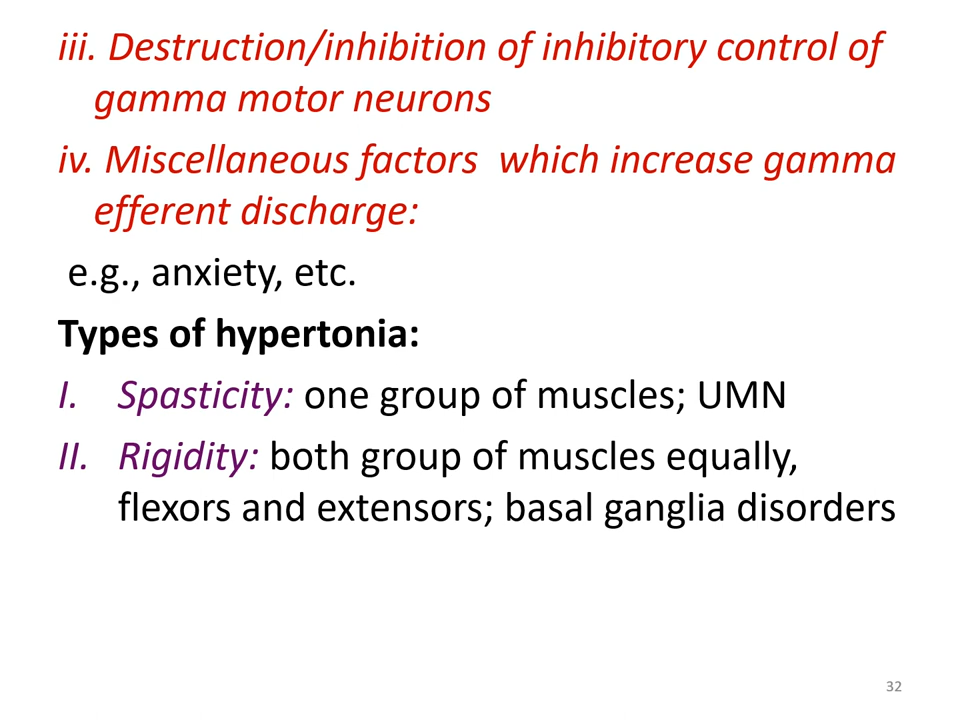 iii. Destruction/inhibition of inhibitory control of
gamma motor neurons
iv. Miscellaneous factors  which increase gamma
efferent discharge:
e.g., anxiety, etc.
Types of hypertonia:
I. Spasticity: one group of muscles; UMN
II. Rigidity: both group of muscles equally,
flexors and extensors; basal ganglia disorders
32